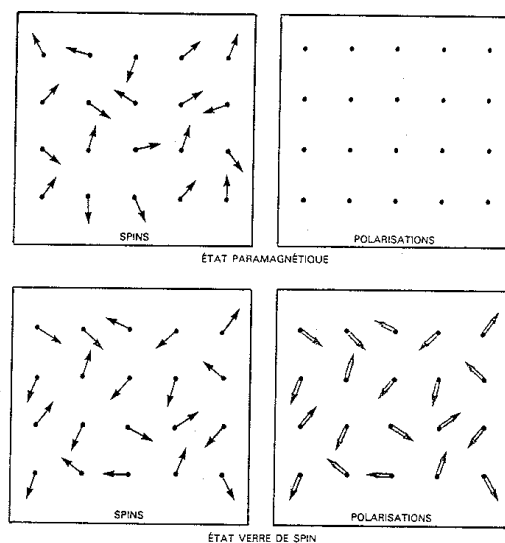 SPINS
POLARISATIONS
ÉTAT PARAMAGNÉTIQUE
SPINS
POLARISATIONS
ÉTAT VERRE DE SPIN